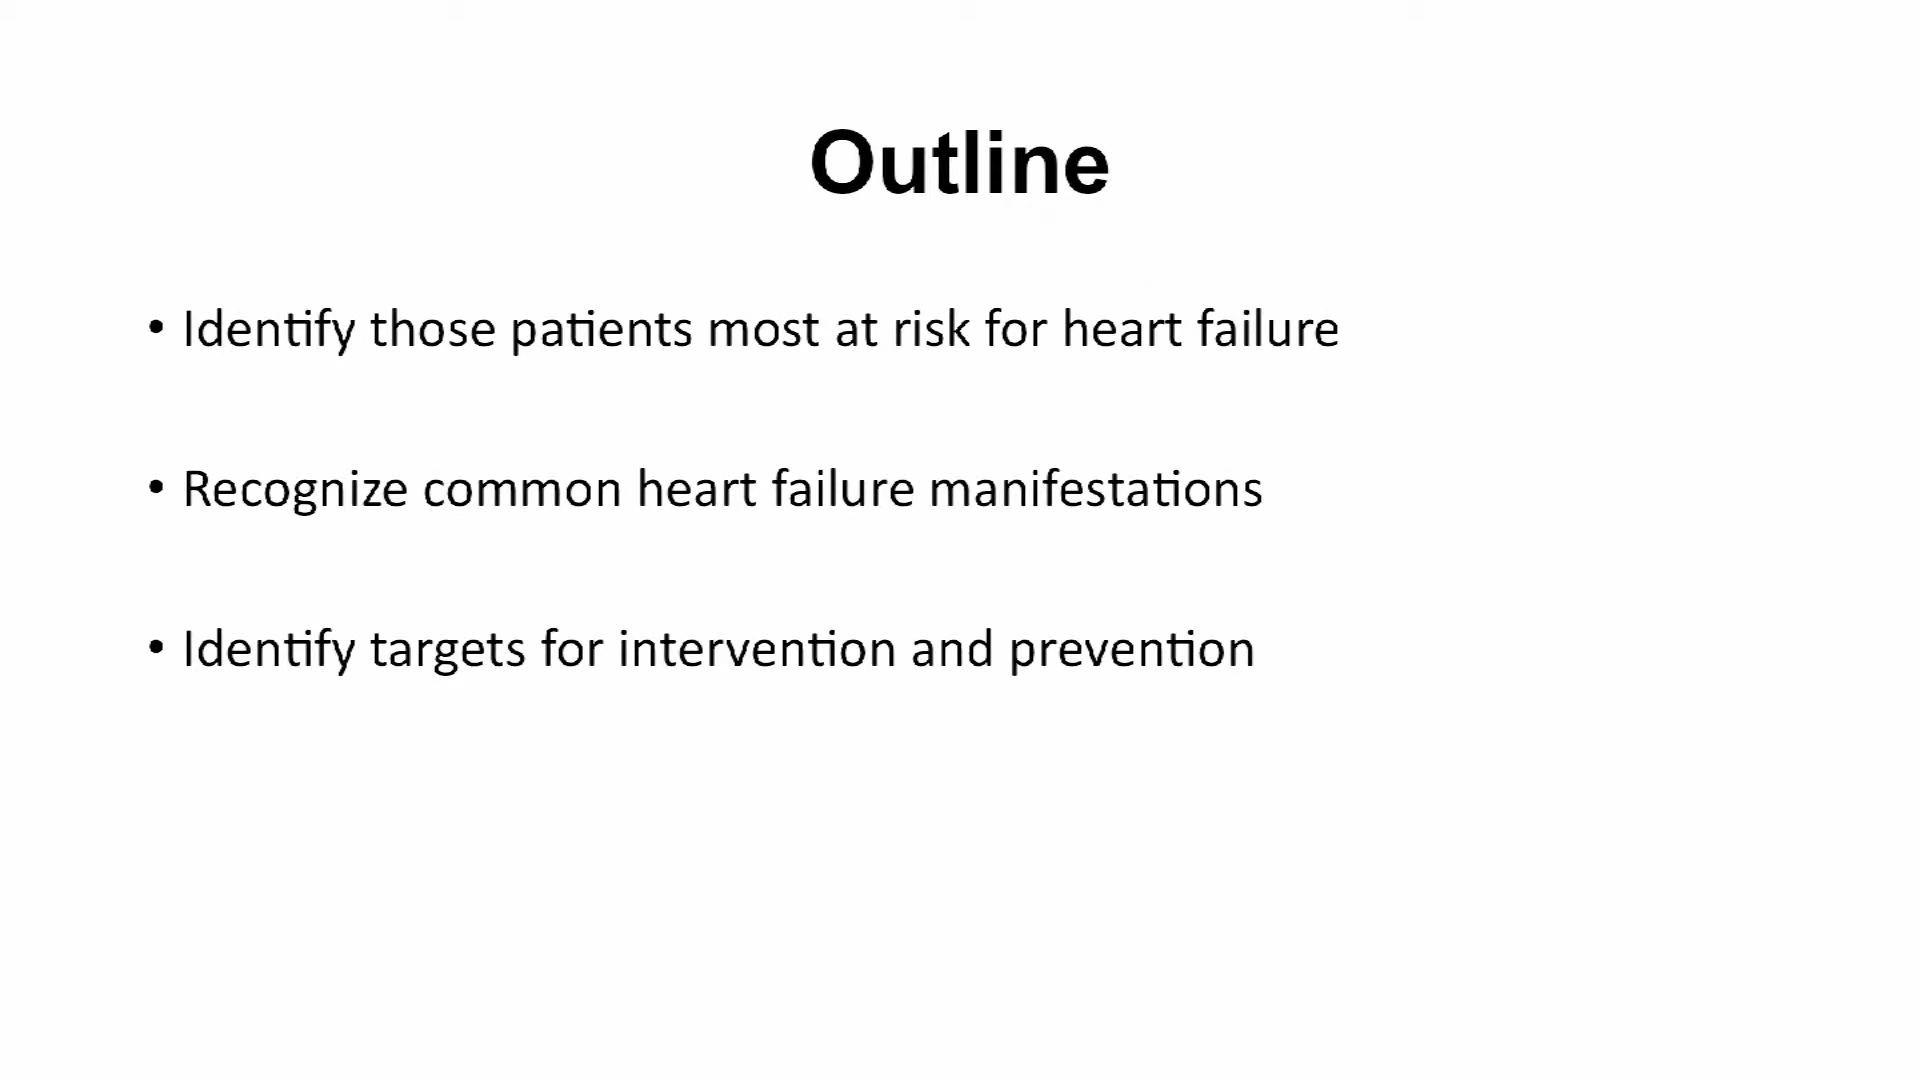 Outline
• Identify those patients most at risk for heart failure
• Recognize common heart failure manifestations
• Identify targets for intervention and prevention